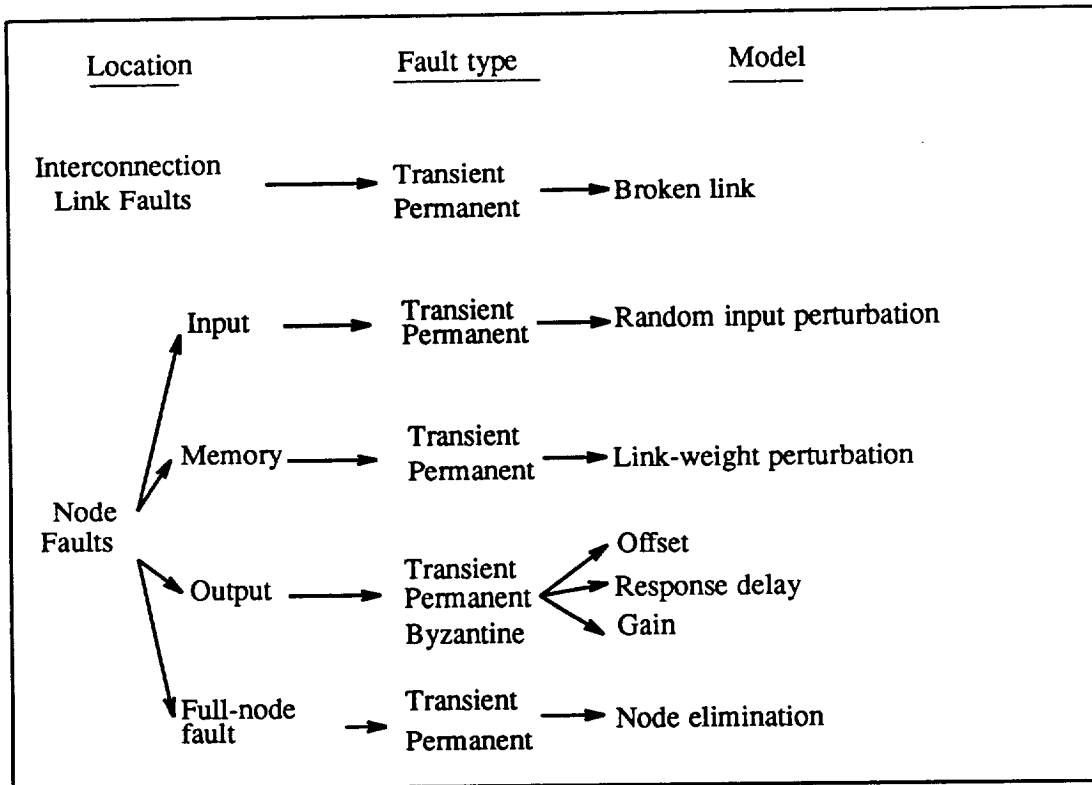 Location Fault type Model
Interconnection
Link Faults
Transient
Permanent
Broken link
Input
Transient
Permanent
Random input perturbation
Memory
Transient
Permanent
Link-weight perturbation
Node
Faults
Output
Transient
Permanent
Byzantine
Offset
Response delay
Gain
Full-node
fault
Transient
Permanent
Node elimination